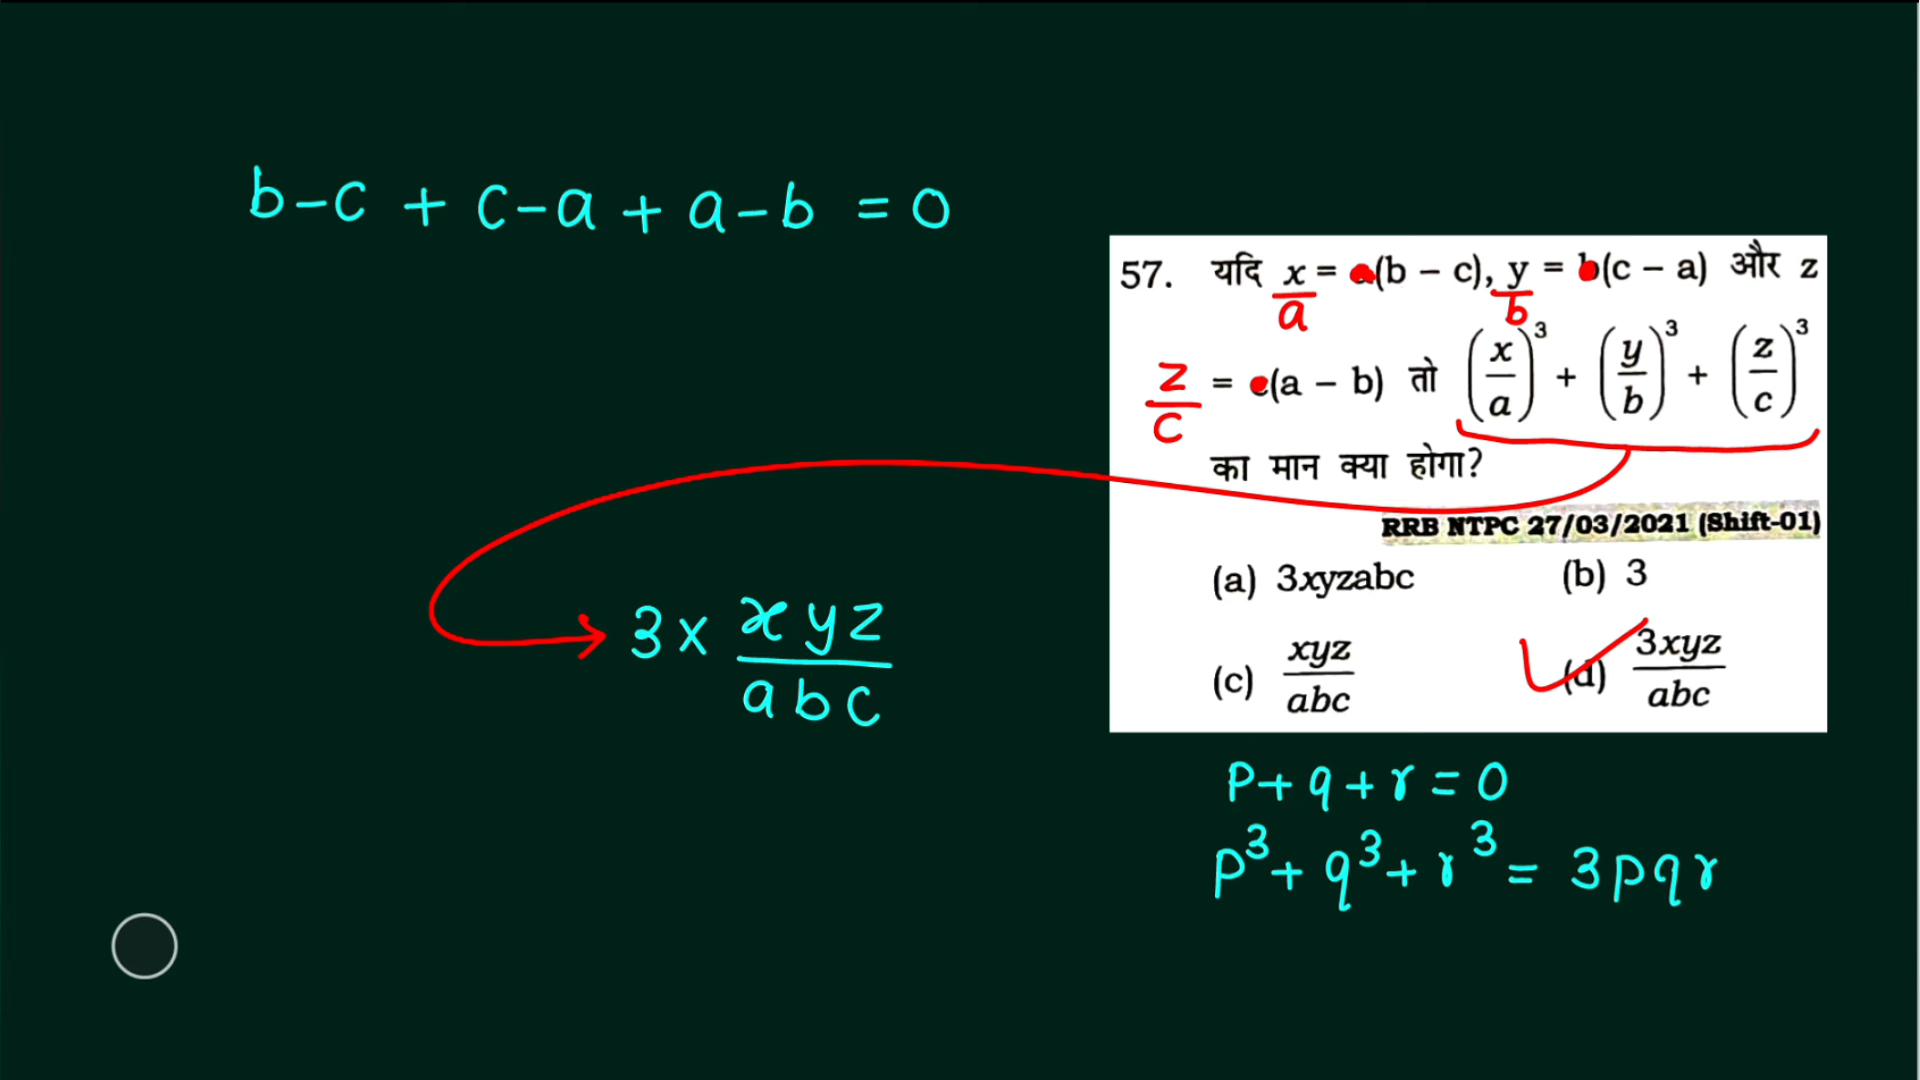 b-c + c-a + a-b = 0
57. यदि x = a(b – c), y = b(c – a) और z
a b
z/c = c(a – b) तो (x/a)³ + (y/b)³ + (z/c)³
का मान क्या होगा?
RRB NTPC 27/03/2021 (Shift-01)
(a) 3xyzabc (b) 3
(c) xyz/abc (d) 3xyz/abc
3 x xyz/abc
p+q+r=0
p³+q³+r³=3pqr